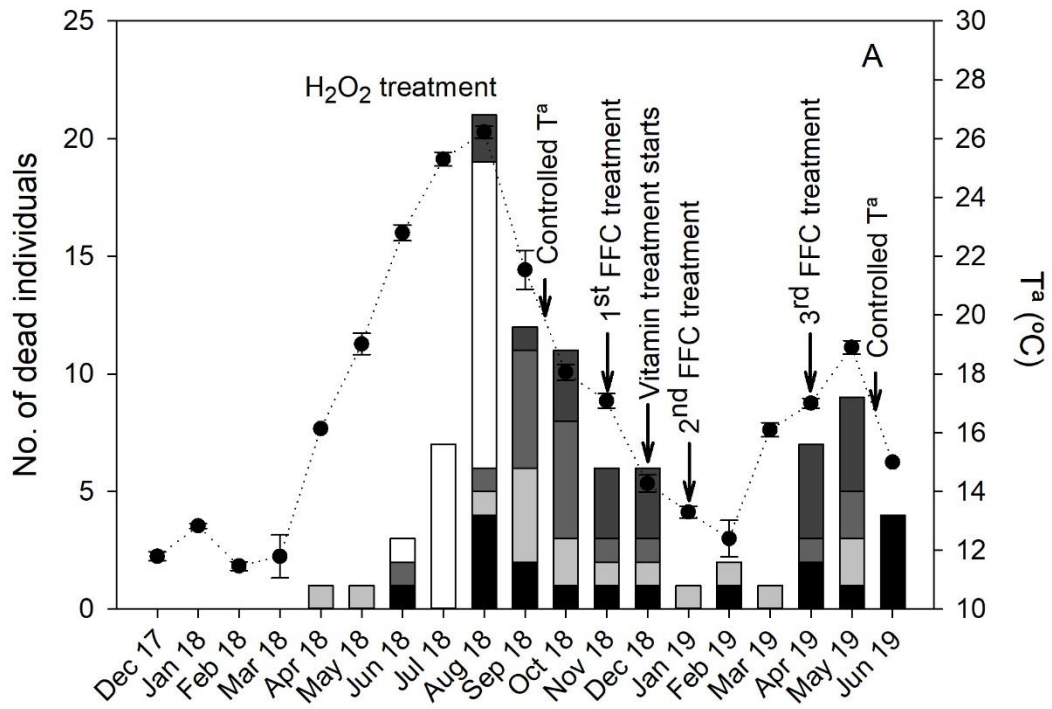 A
H₂O₂ treatment
Controlled Tª
1st FFC treatment
Vitamin treatment starts
2nd FFC treatment
3rd FFC treatment
Controlled Tª
No. of dead individuals
25
20
15
10
5
0
Tª (ºC)
30
28
26
24
22
20
18
16
14
12
10
Dec 17
Jan 18
Feb 18
Mar 18
Apr 18
May 18
Jun 18
Jul 18
Aug 18
Sep 18
Oct 18
Nov 18
Dec 18
Jan 19
Feb 19
Mar 19
Apr 19
May 19
Jun 19